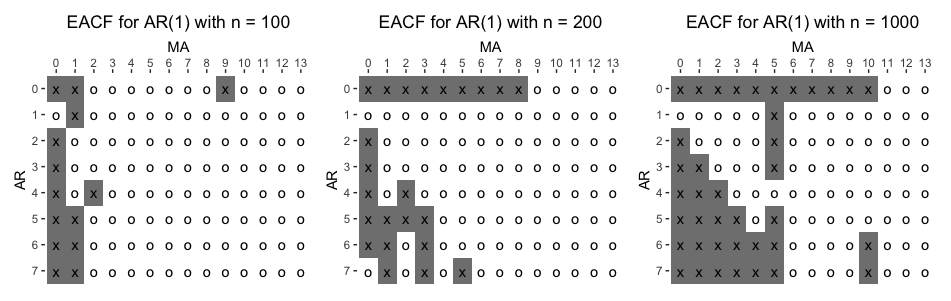 EACF for AR(1) with n = 100
MA
0 1 2 3 4 5 6 7 8 9 10 11 12 13
AR
0 x x o o o o o o o x o o o o
1 o x o o o o o o o o o o o o
2 x o o o o o o o o o o o o o
3 x o o o o o o o o o o o o o
4 x o x o o o o o o o o o o o
5 x x o o o o o o o o o o o o
6 x x o o o o o o o o o o o o
7 x x o o o o o o o o o o o o
EACF for AR(1) with n = 200
MA
0 1 2 3 4 5 6 7 8 9 10 11 12 13
AR
0 x x x x x x x x x o o o o o
1 o o o o o o o o o o o o o o
2 x o o o o o o o o o o o o o
3 x o o o o o o o o o o o o o
4 x o x o o o o o o o o o o o
5 x x x x o o o o o o o o o o
6 x x o x o o o o o o o o o o
7 o x o x o x o o o o o o o o
EACF for AR(1) with n = 1000
MA
0 1 2 3 4 5 6 7 8 9 10 11 12 13
AR
0 x x x x x x x x x x x o o o
1 o o o o o x o o o o o o o o
2 x o o o o x o o o o o o o o
3 x x o o o x o o o o o o o o
4 x x x o o o o o o o o o o o
5 x x x x o x o o o o o o o o
6 x x x x x x o o o o x o o o
7 x x x x x x o o o o x o o o